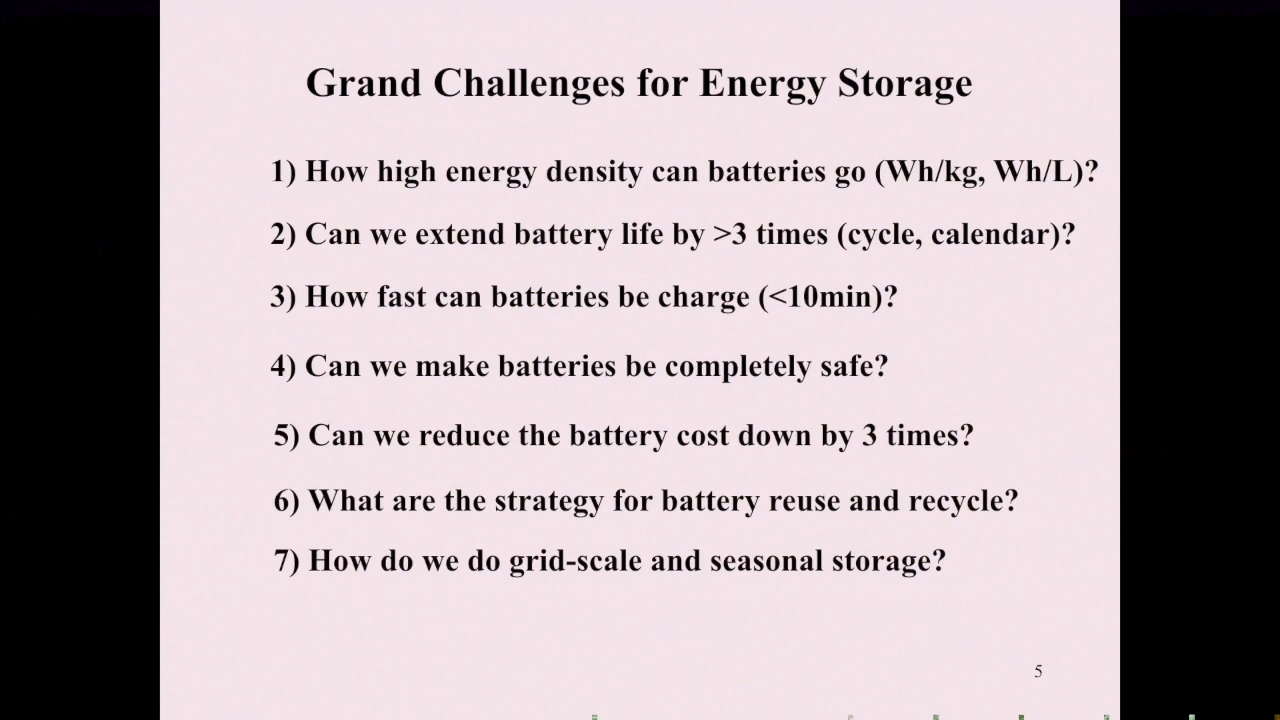 Grand Challenges for Energy Storage
1) How high energy density can batteries go (Wh/kg, Wh/L)?
2) Can we extend battery life by >3 times (cycle, calendar)?
3) How fast can batteries be charge (<10min)?
4) Can we make batteries be completely safe?
5) Can we reduce the battery cost down by 3 times?
6) What are the strategy for battery reuse and recycle?
7) How do we do grid-scale and seasonal storage?
5